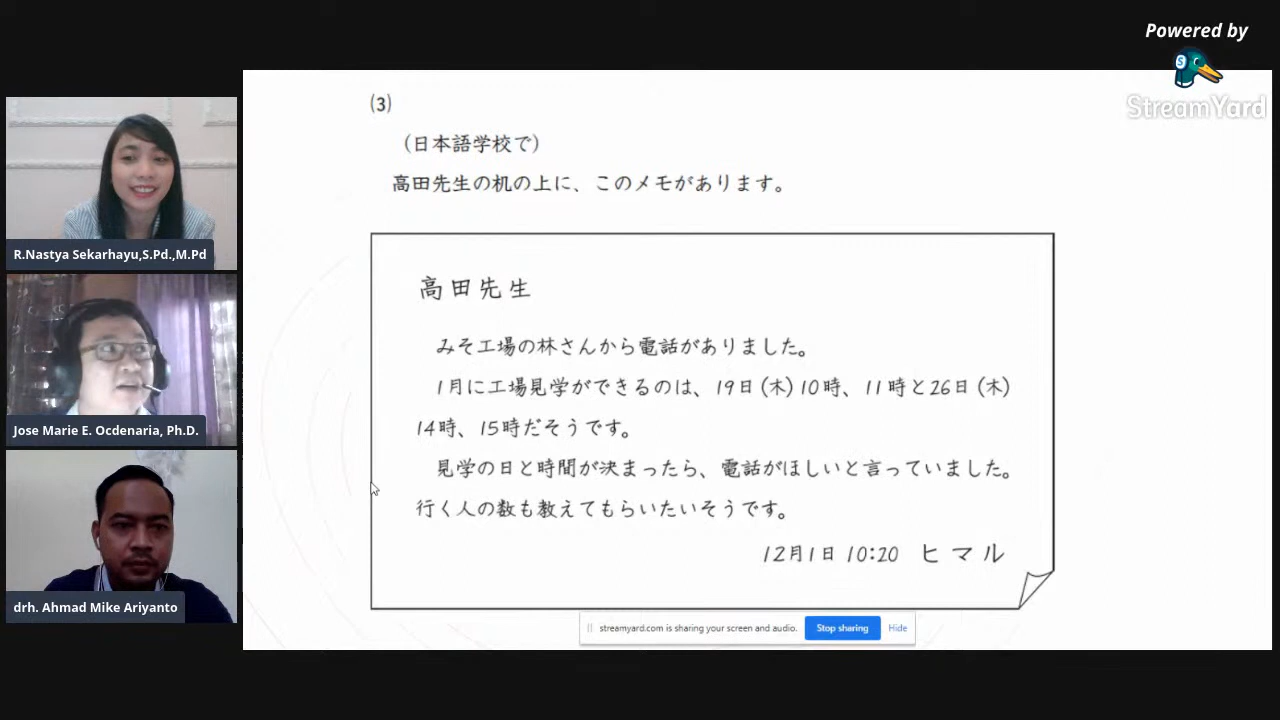 Powered by
StreamYard
R.Nastya Sekarhayu,S.Pd.,M.Pd
Jose Marie E. Ocdenaria, Ph.D.
drh. Ahmad Mike Ariyanto
(3)
(日本語学校で)
高田先生の机の上に、このメモがあります。
高田先生
みそ工場の林さんから電話がありました。
1月に工場見学ができるのは、19日(木)10時、11時と26日(木)
14時、15時だそうです。
見学の日と時間が決まったら、電話がほしいと言っていました。
行く人の数も教えてもらいたいそうです。
12月1日 10:20 ヒマル
streamyard.com is sharing your screen and audio.
Stop sharing
Hide